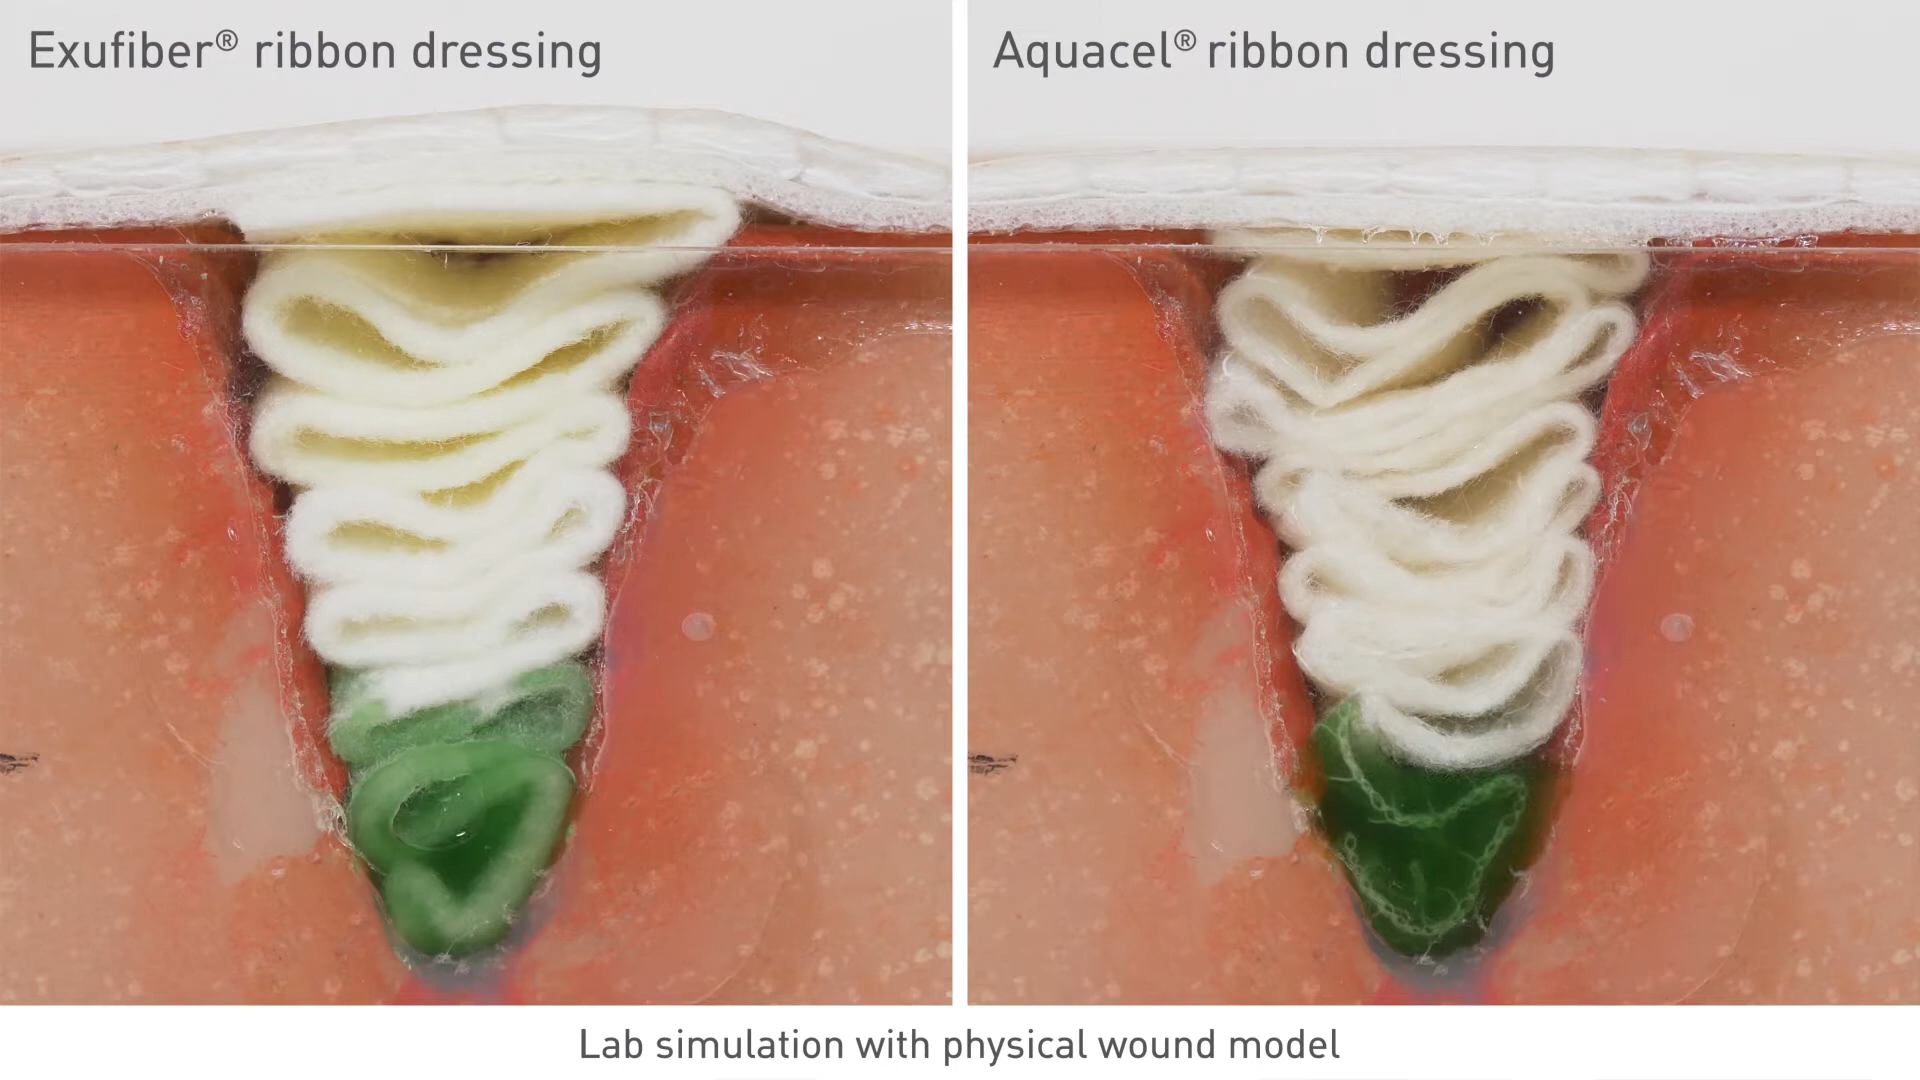 Exufiber® ribbon dressing
Aquacel® ribbon dressing
Lab simulation with physical wound model